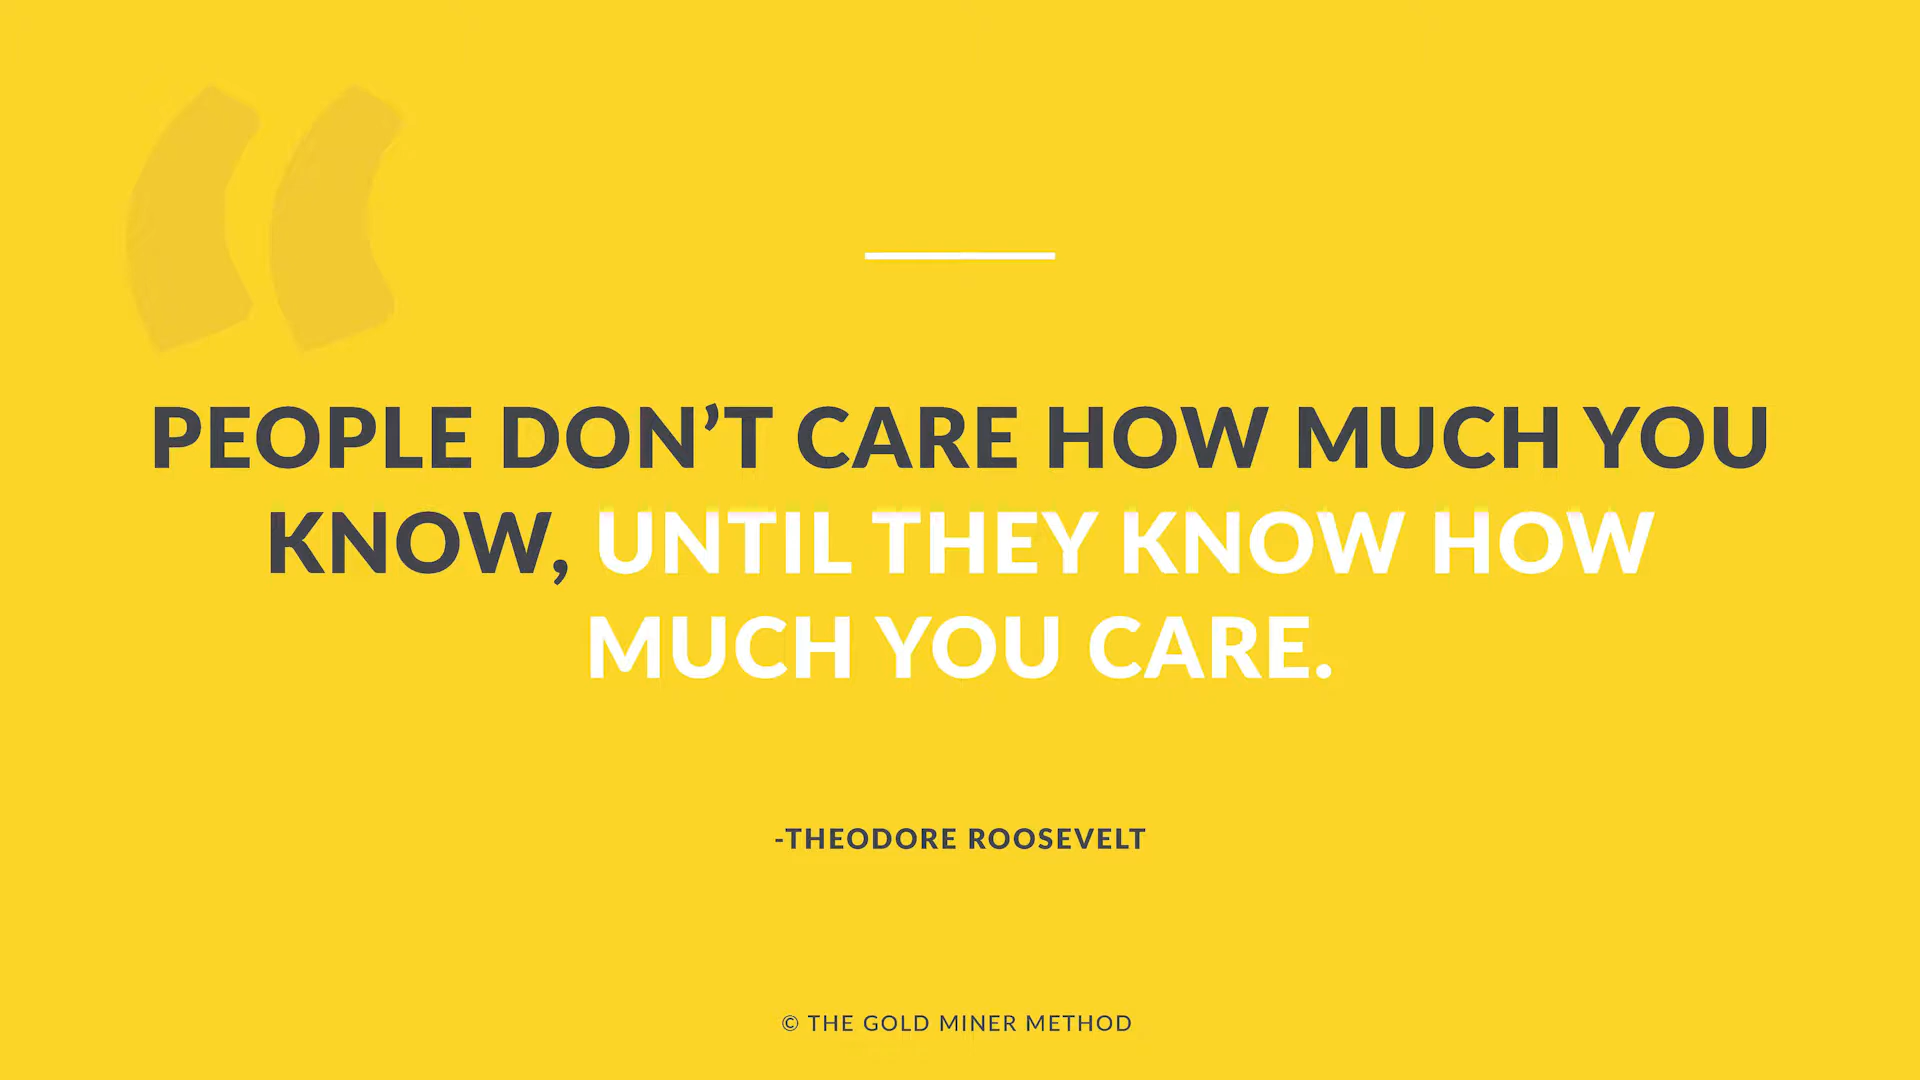 PEOPLE DON’T CARE HOW MUCH YOU
KNOW, UNTIL THEY KNOW HOW
MUCH YOU CARE.
-THEODORE ROOSEVELT
© THE GOLD MINER METHOD